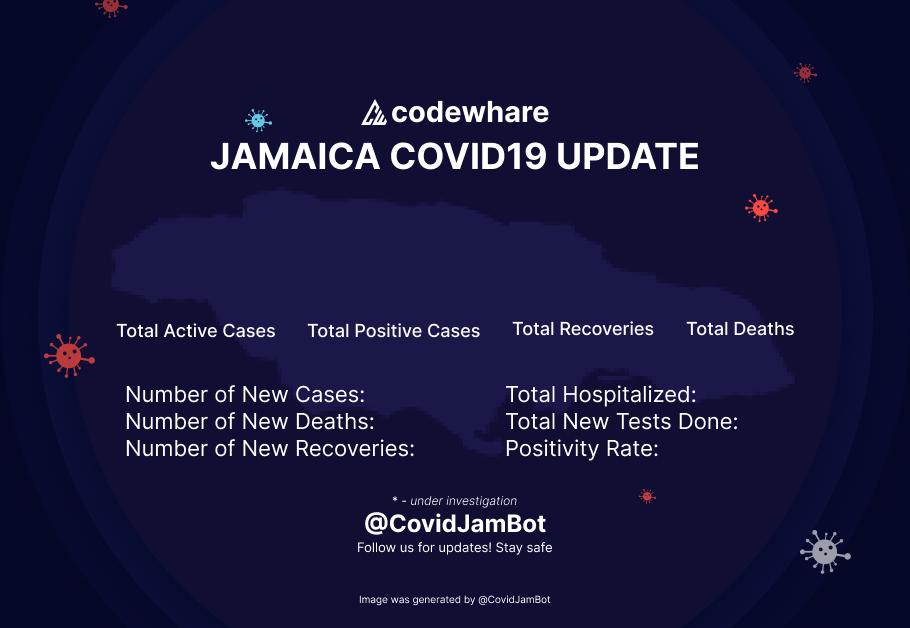 codewhare
JAMAICA COVID19 UPDATE
Total Active Cases Total Positive Cases Total Recoveries Total Deaths
Number of New Cases:
Number of New Deaths:
Number of New Recoveries:
Total Hospitalized:
Total New Tests Done:
Positivity Rate:
* - under investigation
@CovidJamBot
Follow us for updates! Stay safe
Image was generated by @CovidJamBot